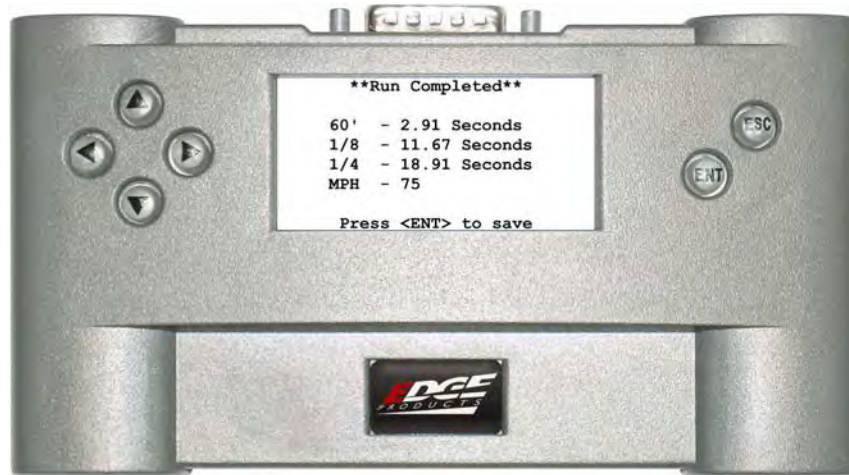 **Run Completed**
60' - 2.91 Seconds
1/8 - 11.67 Seconds
1/4 - 18.91 Seconds
MPH - 75
Press <ENT> to save
ESC
ENT
EDGE
PRODUCTS